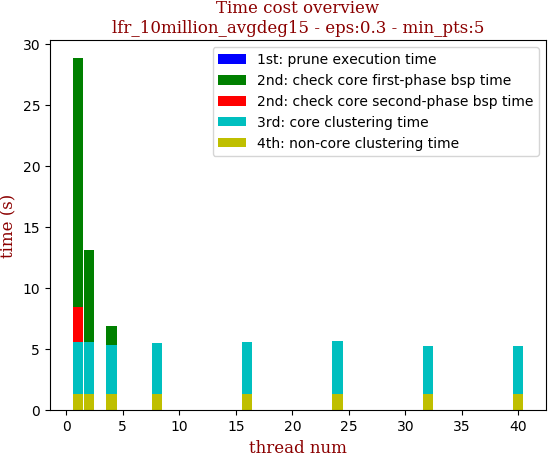 Time cost overview
lfr_10million_avgdeg15 - eps:0.3 - min_pts:5
1st: prune execution time
2nd: check core first-phase bsp time
2nd: check core second-phase bsp time
3rd: core clustering time
4th: non-core clustering time
time (s)
30
25
20
15
10
5
0
0 5 10 15 20 25 30 35 40
thread num